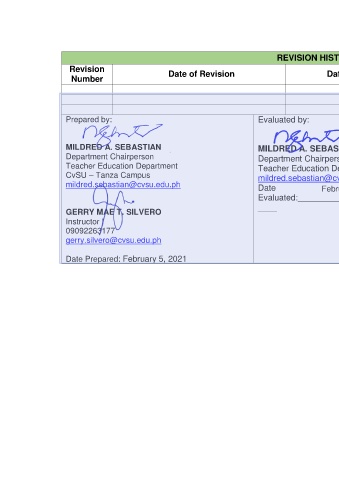 REVISION HIST
Revision
Number
Date of Revision
Dat
Prepared by:
MILDRED A. SEBASTIAN
Department Chairperson
Teacher Education Department
CvSU – Tanza Campus
mildred.sebastian@cvsu.edu.ph
GERRY MAE T. SILVERO
Instructor
09092263177
gerry.silvero@cvsu.edu.ph
Date Prepared: February 5, 2021
Evaluated by:
MILDRED A. SEBAS
Department Chairpers
Teacher Education De
mildred.sebastian@cv
Date Febr
Evaluated: